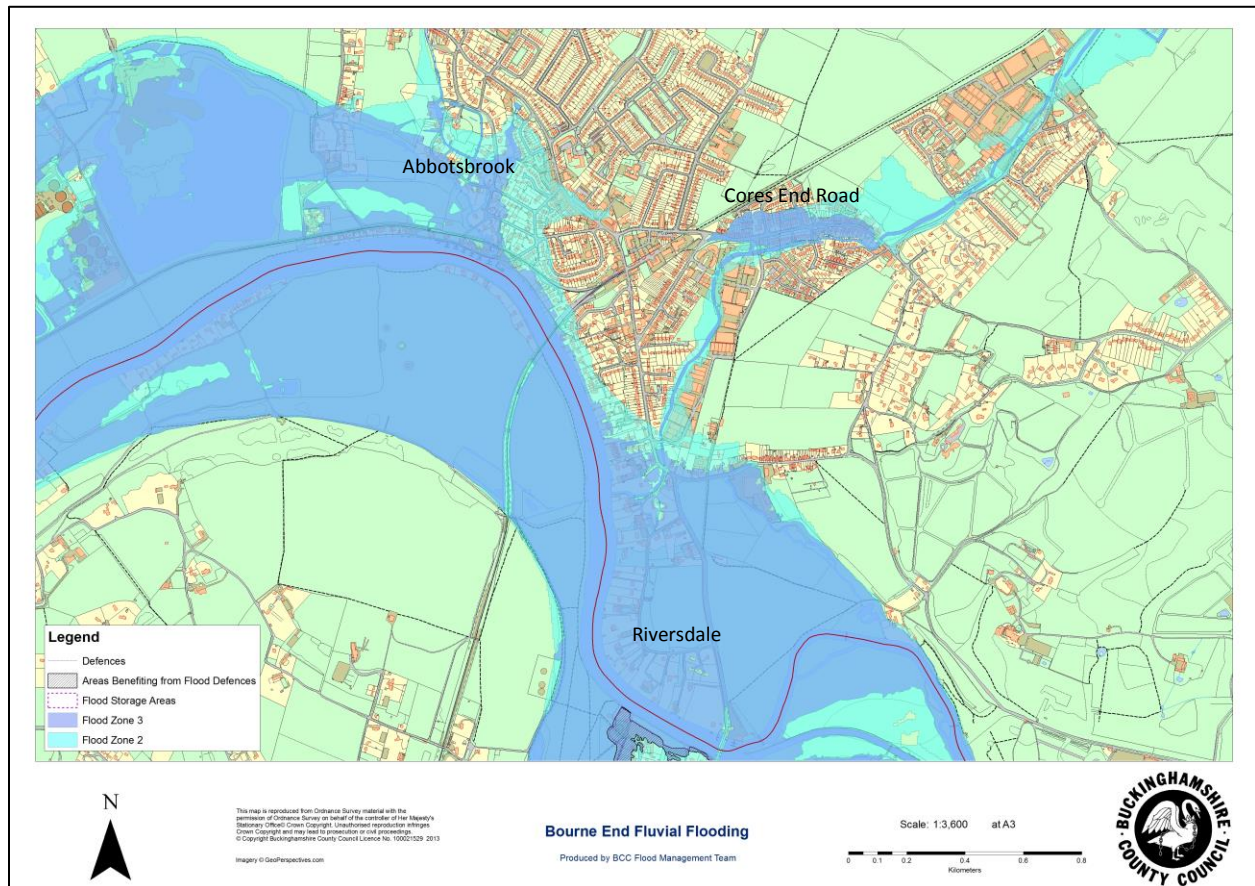 Abbotsbrook
Cores End Road
Riversdale
Legend
Defences
Areas Benefiting from Flood Defences
Flood Storage Areas
Flood Zone 3
Flood Zone 2
N
This map is reproduced from Ordnance Survey material with the
permission of Ordnance Survey on behalf of the controller of Her Majesty's
Stationary Office© Crown Copyright. Unauthorised reproduction infringes
Crown Copyright and may lead to prosecution or civil proceedings.
© Copyright Buckinghamshire County Council Licence No. 100021529 2013
Imagery © GeoPerspectives.com
Bourne End Fluvial Flooding
Produced by BCC Flood Management Team
Scale: 1:3,600 at A3
0 0.1 0.2 0.4 0.6 0.8
Kilometers
BUCKINGHAMSHIRE
COUNTY COUNCIL